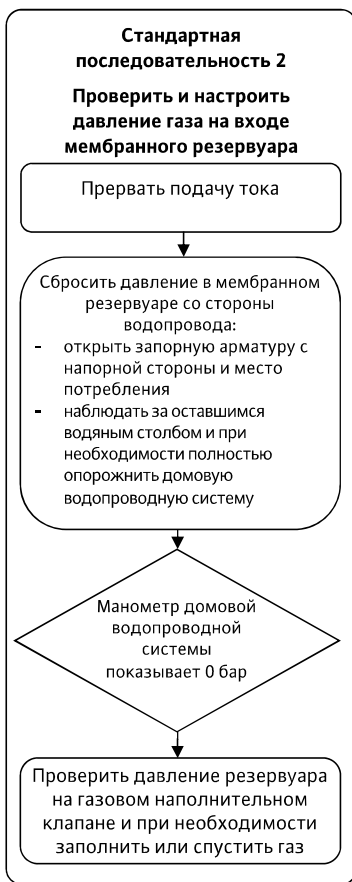 Стандартная
последовательность 2
Проверить и настроить
давление газа на входе
мембранного резервуара
Прервать подачу тока
Сбросить давление в мембранном
резервуаре со стороны
водопровода:
- открыть запорную арматуру с
напорной стороны и место
потребления
- наблюдать за оставшимся
водяным столбом и при
необходимости полностью
опорожнить домовую
водопроводную систему
Манометр домовой
водопроводной
системы
показывает 0 бар
Проверить давление резервуара
на газовом наполнительном
клапане и при необходимости
заполнить или спустить газ